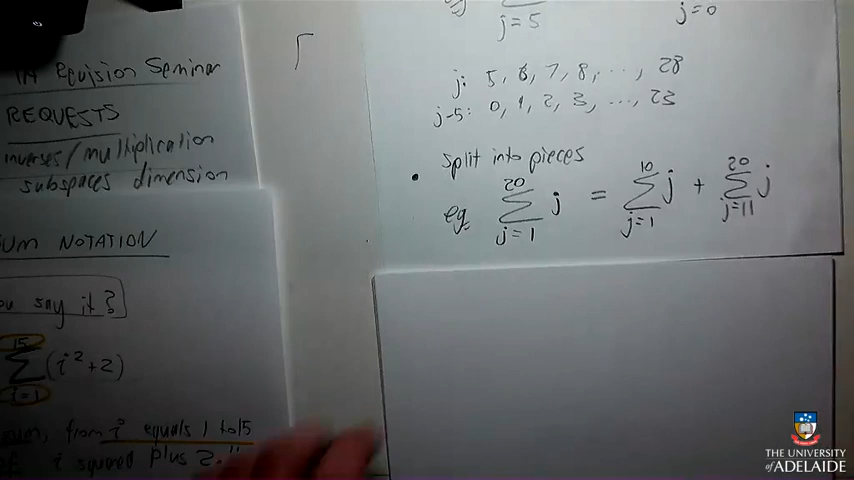 Revision Seminar
REQUESTS
inverses/multiplication
subspaces dimension
SUM NOTATION
you say it?
15
∑ (i² + 2)
i=1
sum, from i equals 1 to 15
of i squared plus 2."
eg
j=5
j=0
j: 5, 6, 7, 8, ..., 28
j-5: 0, 1, 2, 3, ..., 23
• Split into pieces
eg. ∑_{j=1}^{20} j = ∑_{j=1}^{10} j + ∑_{j=11}^{20} j
THE UNIVERSITY
of ADELAIDE